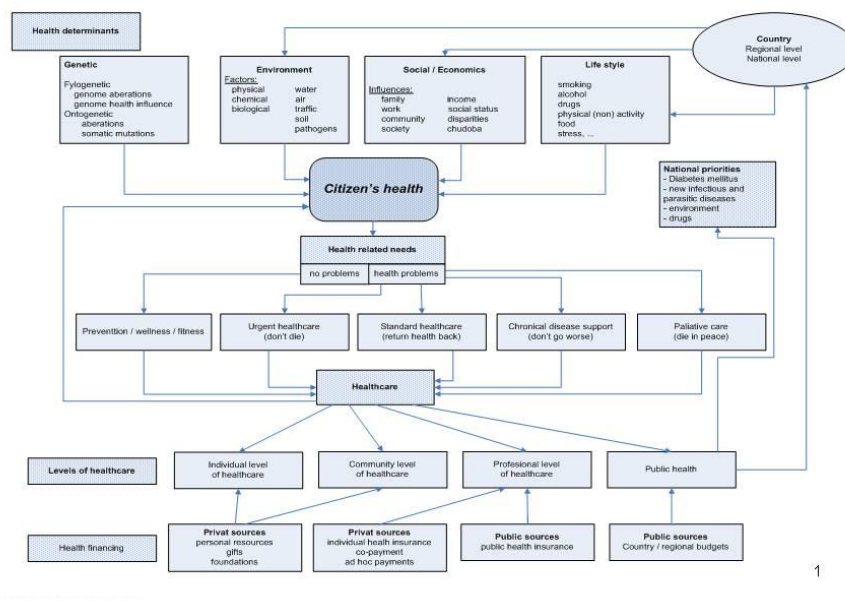 Health determinants
Country
Regional level
National level
Genetic
Fylogenetic
genome aberations
genome health influence
Ontogenetic
aberations
somatic mutations
Environment
Factors:
physical water
chemical air
biological traffic
soil
pathogens
Social / Economics
Influences:
family income
work social status
community disparities
society chudoba
Life style
smoking
alcohol
drugs
physical (non) activity
food
stress, ...
Citizen's health
National priorities
- Diabetes mellitus
- new infectious and
parasitic diseases
- environment
- drugs
Health related needs
no problems health problems
Prevention / wellness / fitness
Urgent healthcare
(don't die)
Standard healthcare
(return health back)
Chronical disease support
(don't go worse)
Paliative care
(die in peace)
Healthcare
Levels of healthcare
Individual level
of healthcare
Community level
of healthcare
Profesional level
of healthcare
Public health
Health financing
Privat sources
personal resources
gifts
foundations
Privat sources
individual healh insurance
co-payment
ad hoc payments
Public sources
public health insurance
Public sources
Country / regional budgets
1